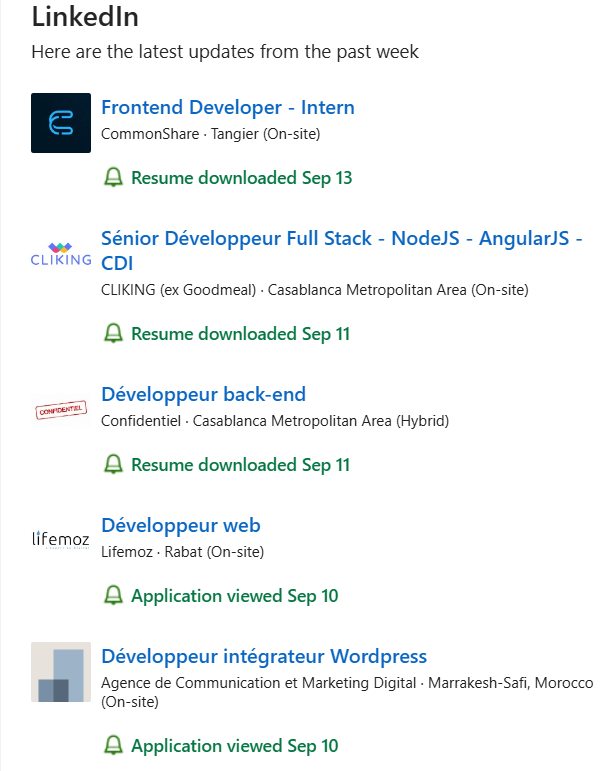 LinkedIn
Here are the latest updates from the past week
Frontend Developer - Intern
CommonShare · Tangier (On-site)
Resume downloaded Sep 13
CLIKING
Sénior Développeur Full Stack - NodeJS - AngularJS -
CDI
CLIKING (ex Goodmeal) · Casablanca Metropolitan Area (On-site)
Resume downloaded Sep 11
CONFIDENTIEL
Développeur back-end
Confidentiel · Casablanca Metropolitan Area (Hybrid)
Resume downloaded Sep 11
lifemoz
Développeur web
Lifemoz · Rabat (On-site)
Application viewed Sep 10
Développeur intégrateur Wordpress
Agence de Communication et Marketing Digital · Marrakesh-Safi, Morocco
(On-site)
Application viewed Sep 10